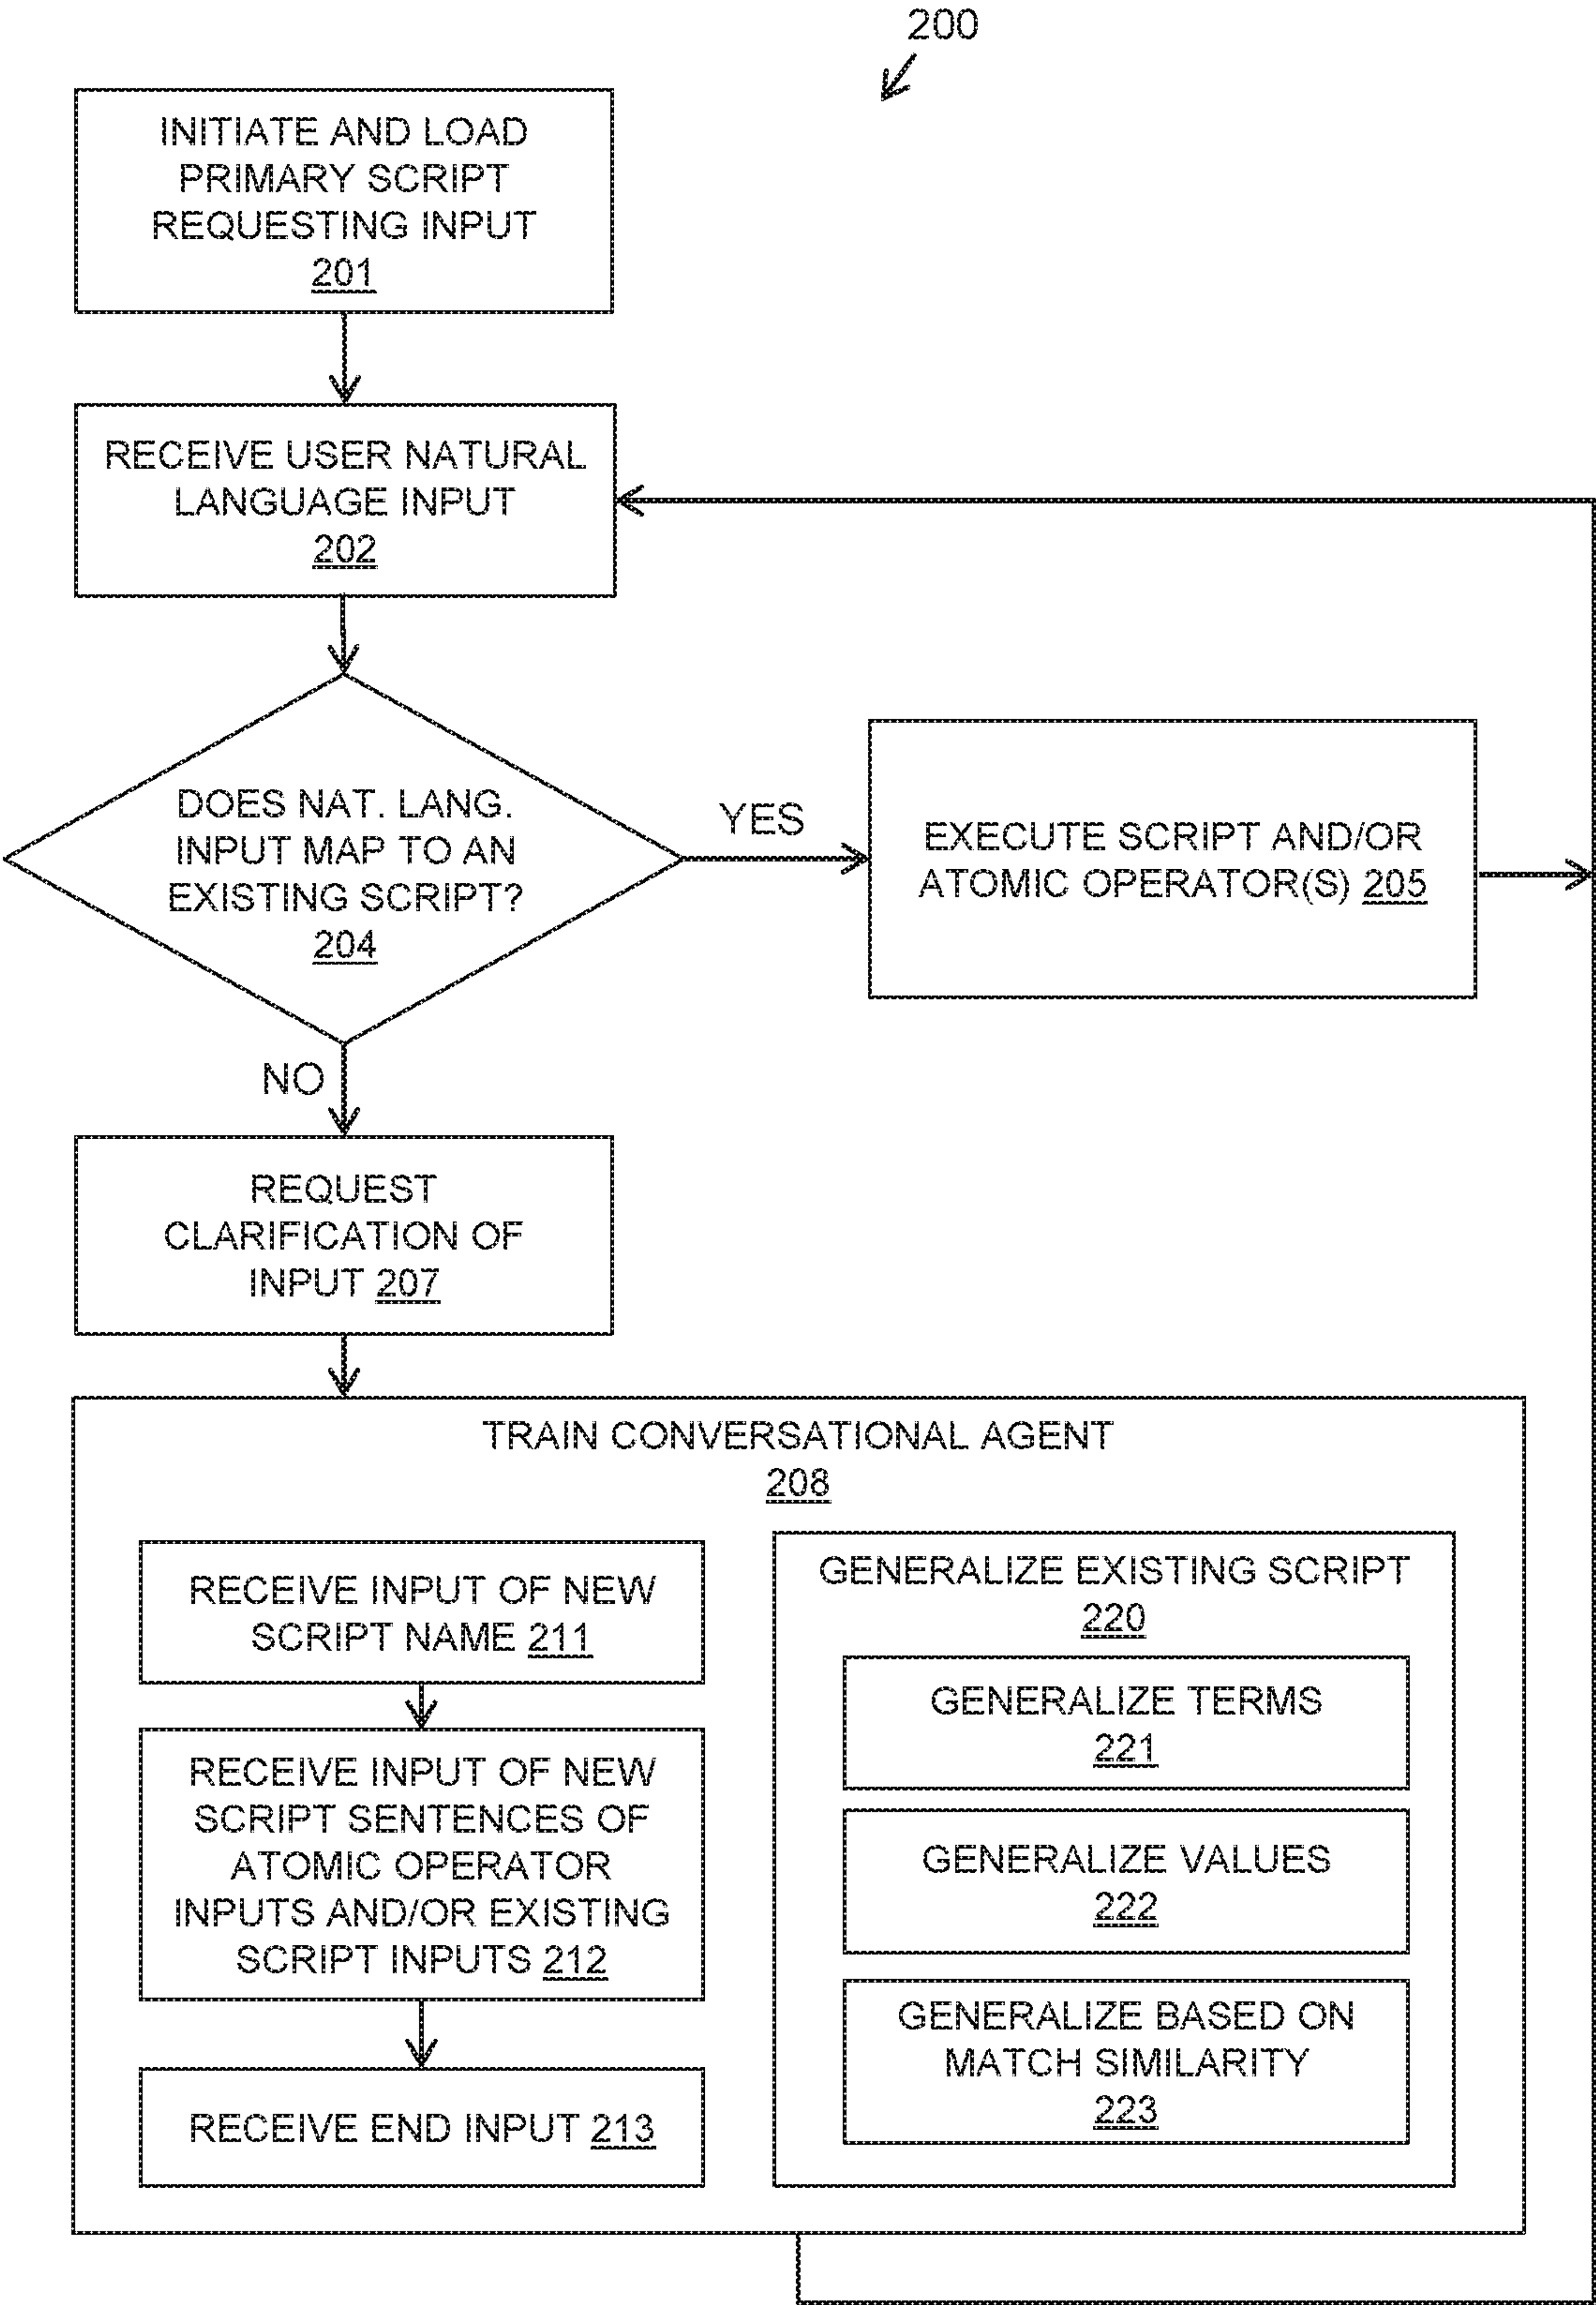 200
INITIATE AND LOAD
PRIMARY SCRIPT
REQUESTING INPUT
201
RECEIVE USER NATURAL
LANGUAGE INPUT
202
DOES NAT. LANG.
INPUT MAP TO AN
EXISTING SCRIPT?
204
YES
EXECUTE SCRIPT AND/OR
ATOMIC OPERATOR(S) 205
NO
REQUEST
CLARIFICATION OF
INPUT 207
TRAIN CONVERSATIONAL AGENT
208
RECEIVE INPUT OF NEW
SCRIPT NAME 211
RECEIVE INPUT OF NEW
SCRIPT SENTENCES OF
ATOMIC OPERATOR
INPUTS AND/OR EXISTING
SCRIPT INPUTS 212
RECEIVE END INPUT 213
GENERALIZE EXISTING SCRIPT
220
GENERALIZE TERMS
221
GENERALIZE VALUES
222
GENERALIZE BASED ON
MATCH SIMILARITY
223